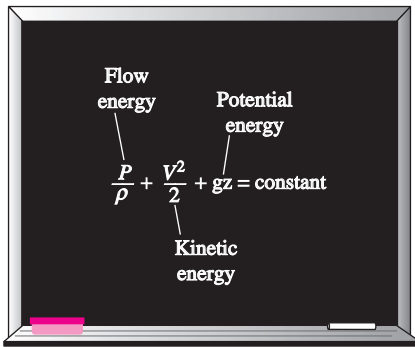 Flow
energy
Potential
energy
P/ρ + V²/2 + gz = constant
Kinetic
energy